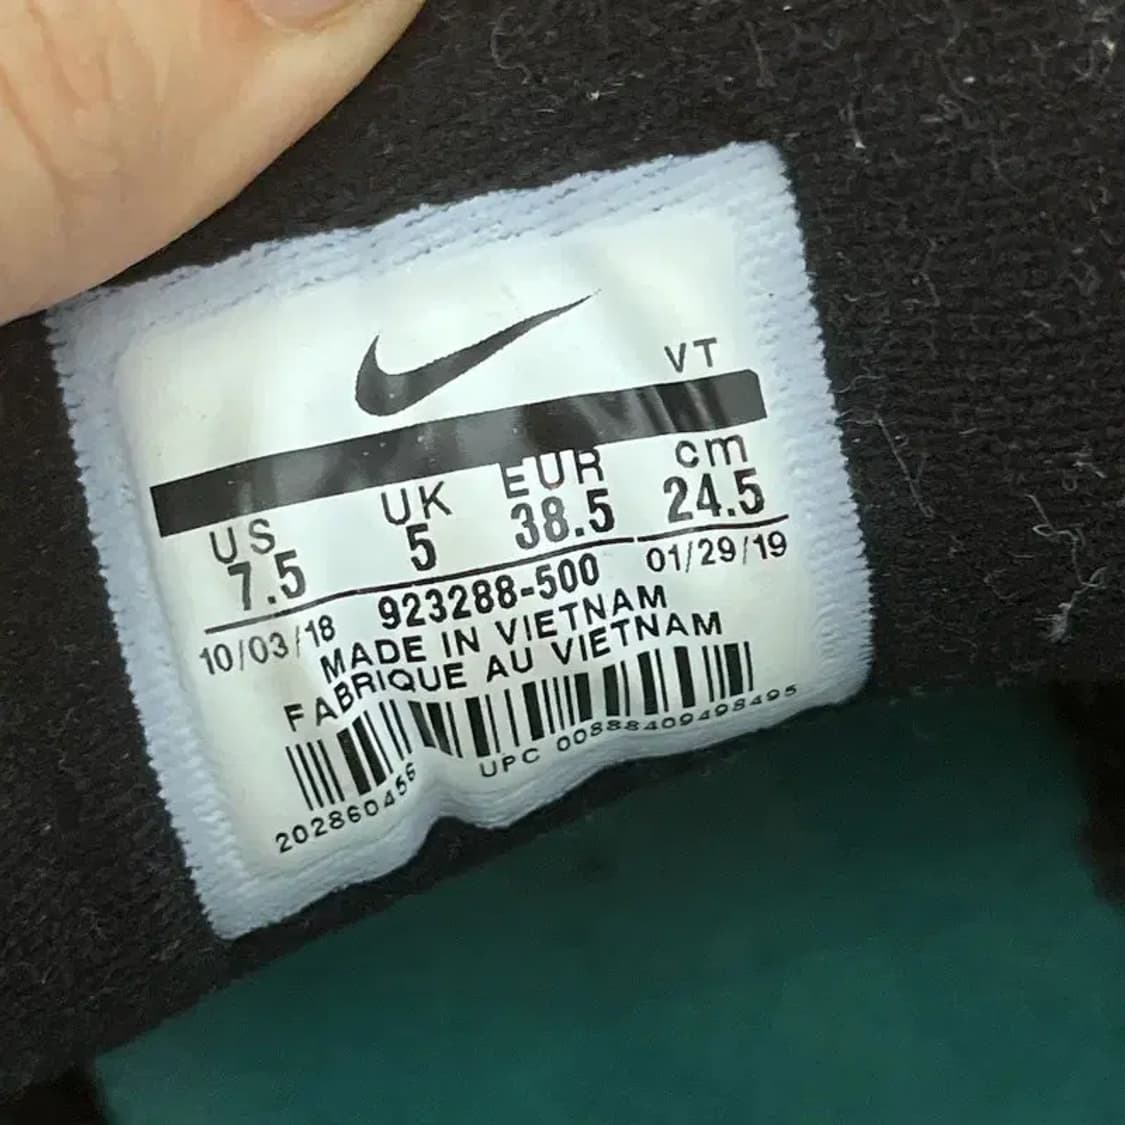 VT
US UK EUR cm
7.5 5 38.5 24.5
10/03/18 923288-500 01/29/19
MADE IN VIETNAM
FABRIQUE AU VIETNAM
2028604566 UPC 00888409498495